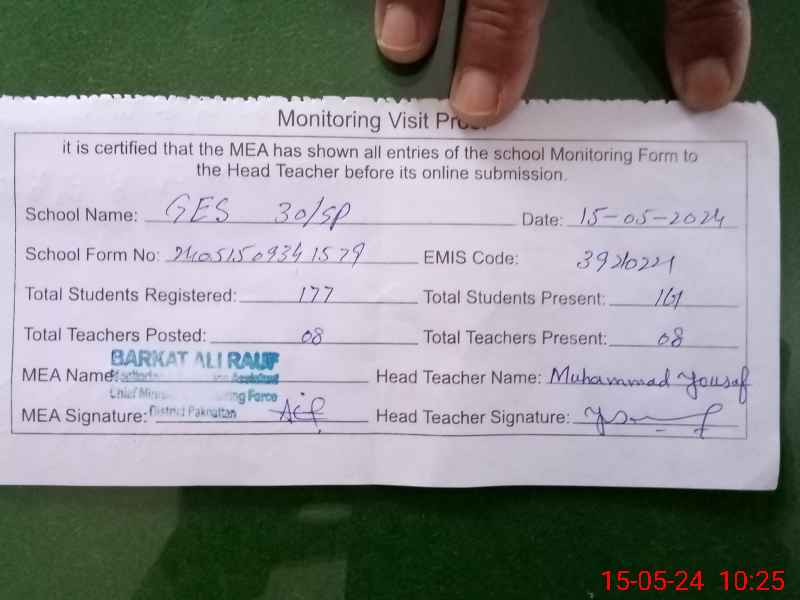 Monitoring Visit
it is certified that the MEA has shown all entries of the school Monitoring Form to
the Head Teacher before its online submission.
School Name: GES 30/SP Date: 15-05-2024
School Form No: EMIS Code: 39210221
Total Students Registered: 177 Total Students Present: 161
Total Teachers Posted: 08 Total Teachers Present: 08
BARKAT ALI RAUF
MEA Name: Head Teacher Name: Muhammad Yousaf
Chief Force
District Pakpattan
MEA Signature: Head Teacher Signature:
15-05-24 10:25